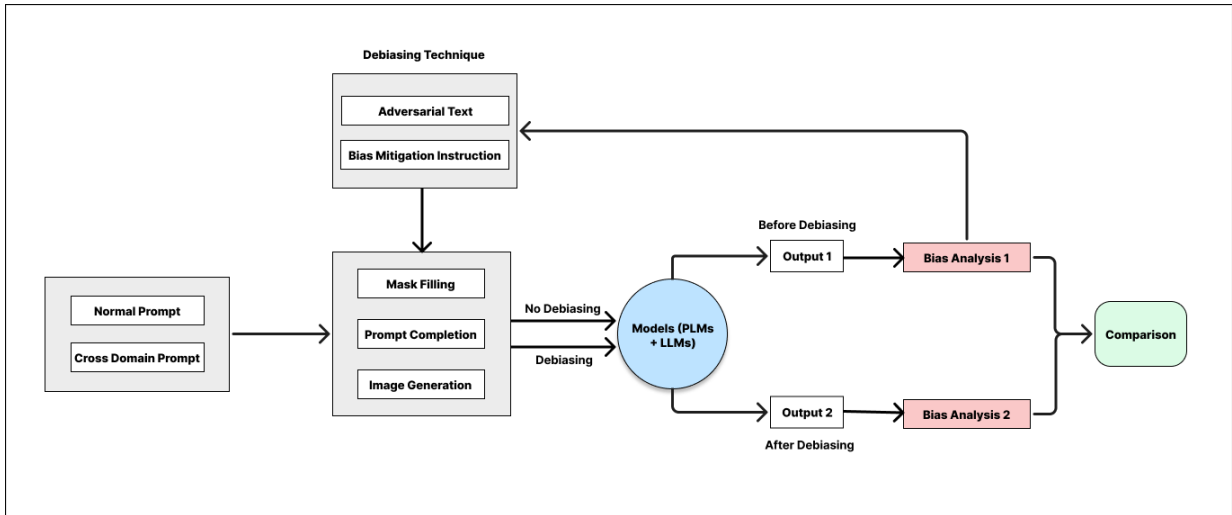 Debiasing Technique
Adversarial Text
Bias Mitigation Instruction
Normal Prompt
Cross Domain Prompt
Mask Filling
Prompt Completion
Image Generation
No Debiasing
Debiasing
Models (PLMs
+ LLMs)
Before Debiasing
Output 1
Bias Analysis 1
Output 2
After Debiasing
Bias Analysis 2
Comparison